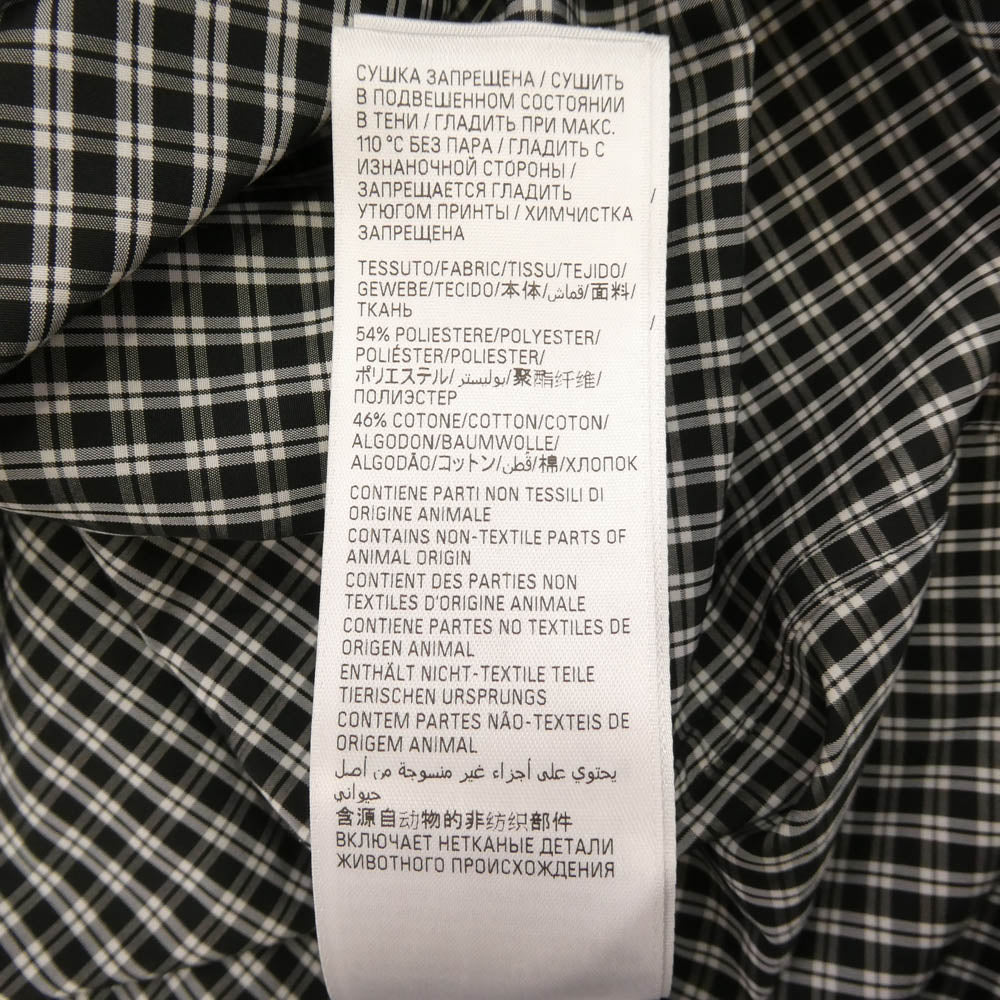 СУШКА ЗАПРЕЩЕНА / СУШИТЬ
В ПОДВЕШЕННОМ СОСТОЯНИИ
В ТЕНИ / ГЛАДИТЬ ПРИ МАКС.
110 °C БЕЗ ПАРА / ГЛАДИТЬ С
ИЗНАНОЧНОЙ СТОРОНЫ /
ЗАПРЕЩАЕТСЯ ГЛАДИТЬ
УТЮГОМ ПРИНТЫ / ХИМЧИСТКА
ЗАПРЕЩЕНА
TESSUTO/FABRIC/TISSU/TEJIDO/
GEWEBE/TECIDO/本体/قماش/面料/
ТКАНЬ
54% POLIESTERE/POLYESTER/
POLIÉSTER/POLIESTER/
ポリエステル/بوليستر/聚酯纤维/
ПОЛИЭСТЕР
46% COTONE/COTTON/COTON/
ALGODON/BAUMWOLLE/
ALGODÃO/コットン/قطن/棉/ХЛОПОК
CONTIENE PARTI NON TESSILI DI
ORIGINE ANIMALE
CONTAINS NON-TEXTILE PARTS OF
ANIMAL ORIGIN
CONTIENT DES PARTIES NON
TEXTILES D'ORIGINE ANIMALE
CONTIENE PARTES NO TEXTILES DE
ORIGEN ANIMAL
ENTHÄLT NICHT-TEXTILE TEILE
TIERISCHEN URSPRUNGS
CONTEM PARTES NÃO-TEXTEIS DE
ORIGEM ANIMAL
يحتوي على أجزاء غير منسوجة من أصل
حيواني
含源自动物的非纺织部件
ВКЛЮЧАЕТ НЕТКАНЫЕ ДЕТАЛИ
ЖИВОТНОГО ПРОИСХОЖДЕНИЯ